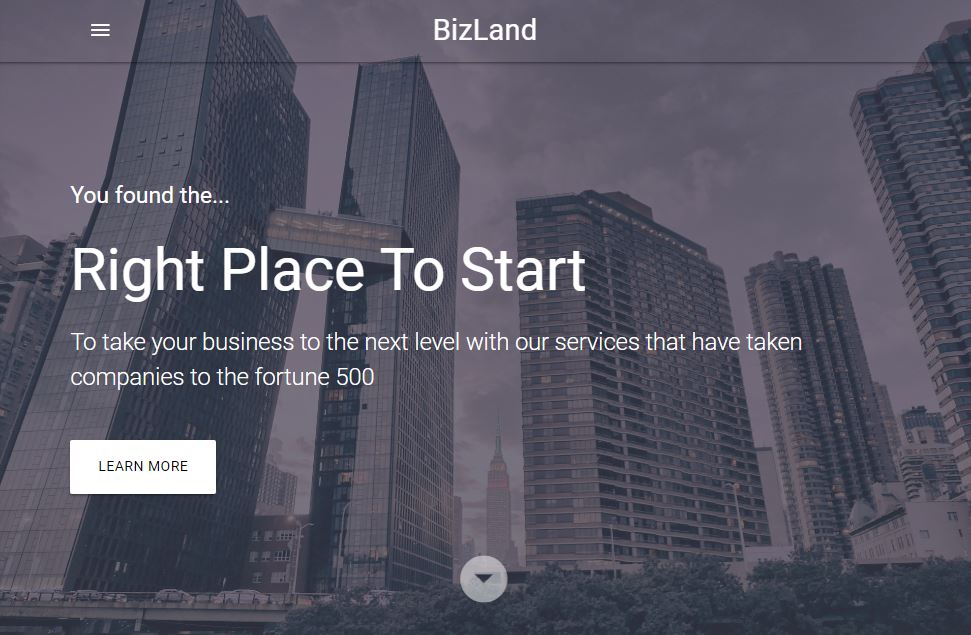 BizLand
You found the...
Right Place To Start
To take your business to the next level with our services that have taken
companies to the fortune 500
LEARN MORE